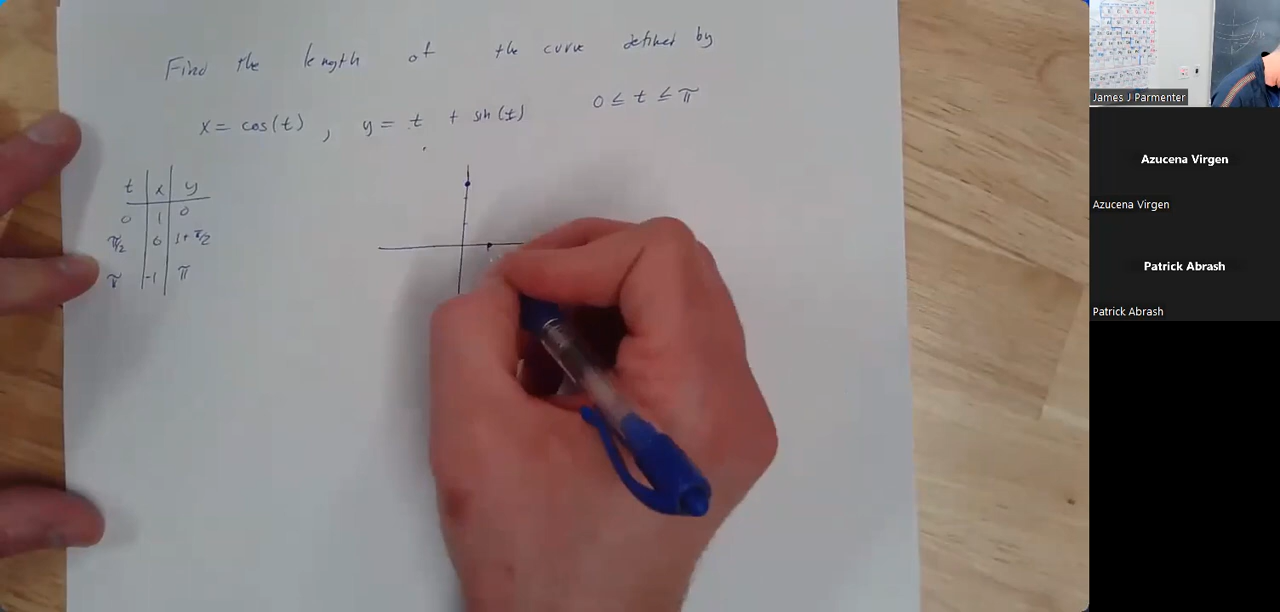 Find the length of the curve defined by
x = cos(t) , y = t + sin(t) 0 ≤ t ≤ π
t x y
0 1 0
π/2 0 1+π/2
π -1 π
James J Parmenter
Azucena Virgen
Azucena Virgen
Patrick Abrash
Patrick Abrash